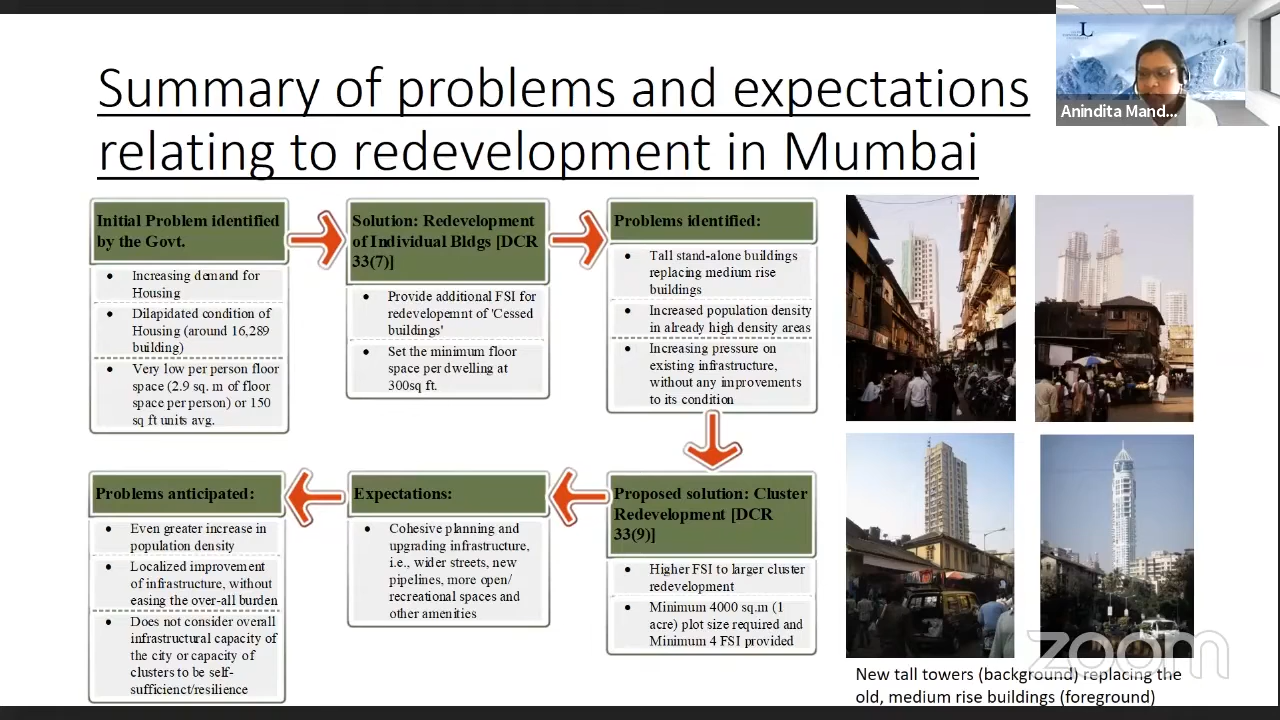 Summary of problems and expectations
relating to redevelopment in Mumbai
L
Anindita Mand...
Initial Problem identified
by the Govt.
• Increasing demand for
Housing
• Dilapidated condition of
Housing (around 16,289
building)
• Very low per person floor
space (2.9 sq. m of floor
space per person) or 150
sq ft units avg.
Solution: Redevelopment
of Individual Bldgs [DCR
33(7)]
• Provide additional FSI for
redevelopemnt of 'Cessed
buildings'
• Set the minimum floor
space per dwelling at
300sq ft.
Problems identified:
• Tall stand-alone buildings
replacing medium rise
buildings
• Increased population density
in already high density areas
• Increasing pressure on
existing infrastructure,
without any improvements
to its condition
Proposed solution: Cluster
Redevelopment [DCR
33(9)]
• Higher FSI to larger cluster
redevelopment
• Minimum 4000 sq.m (1
acre) plot size required and
Minimum 4 FSI provided
Expectations:
• Cohesive planning and
upgrading infrastructure,
i.e., wider streets, new
pipelines, more open/
recreational spaces and
other amenities
Problems anticipated:
• Even greater increase in
population density
• Localized improvement
of infrastructure, without
easing the over-all burden
• Does not consider overall
infrastructural capacity of
the city or capacity of
clusters to be self-
sufficienct/resilience
New tall towers (background) replacing the
old, medium rise buildings (foreground)
zoom